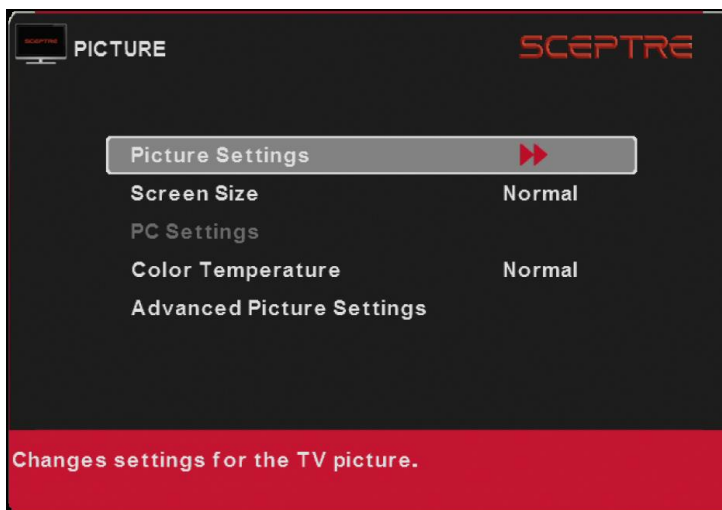 SCEPTRE
PICTURE
SCEPTRE
Picture Settings
Screen Size Normal
PC Settings
Color Temperature Normal
Advanced Picture Settings
Changes settings for the TV picture.